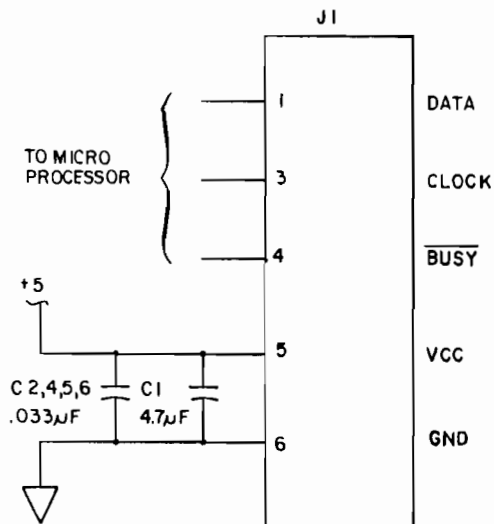 J1
1 DATA
TO MICRO
PROCESSOR
3 CLOCK
4 BUSY
+5
5 VCC
C 2,4,5,6
.033µF
C1
4.7µF
6 GND